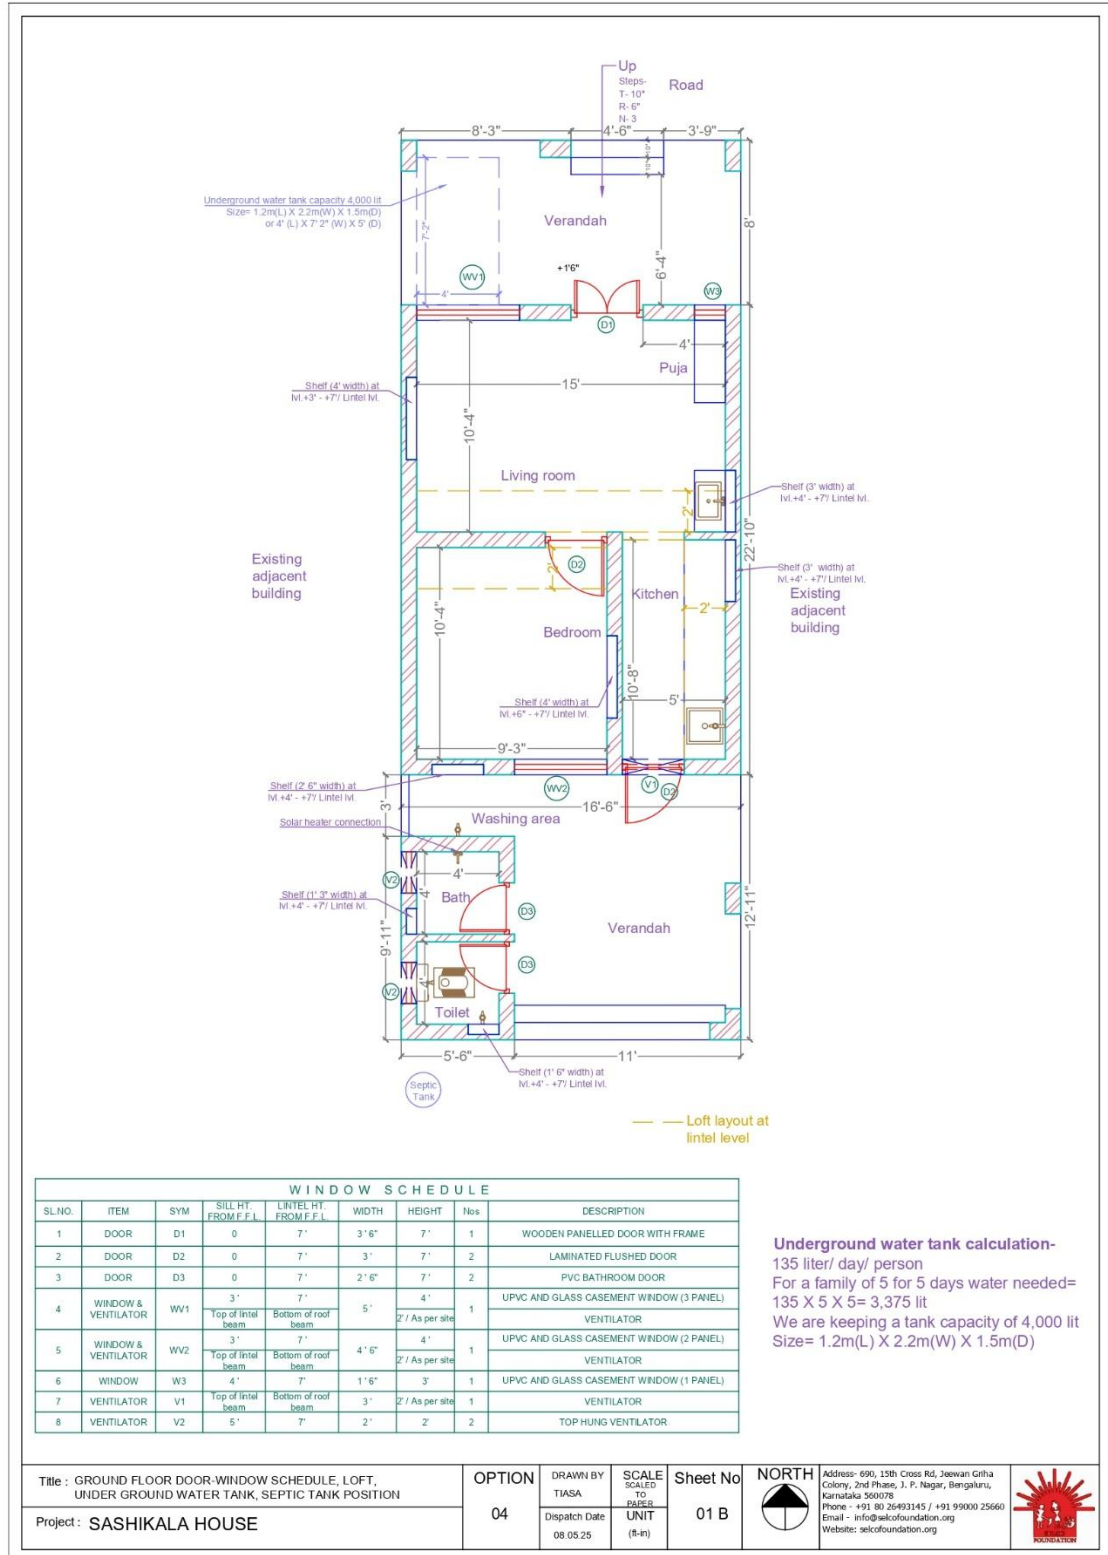 Up
Steps-
T- 10"
R- 6"
N- 3
Road
8'-3"
4'-6"
3'-9"
10"
10"
Underground water tank capacity 4,000 lit
Size= 1.2m(L) X 2.2m(W) X 1.5m(D)
or 4' (L) X 7' 2" (W) X 5' (D)
7'-2"
Verandah
8'
6'-4"
+1'6"
WV1
4'
W3
D1
4'
Puja
Shelf (4' width) at
lvl.+3' - +7'/ Lintel lvl.
15'
10'-4"
Living room
Shelf (3' width) at
lvl.+4' - +7'/ Lintel lvl.
2'
22'-10"
Existing
adjacent
building
D2
2'
Shelf (3' width) at
lvl.+4' - +7'/ Lintel lvl.
Kitchen
Existing
adjacent
building
2'
10'-4"
Bedroom
10'-8"
5'
Shelf (4' width) at
lvl.+6" - +7'/ Lintel lvl.
9'-3"
Shelf (2' 6" width) at
lvl.+4' - +7'/ Lintel lvl.
WV2
V1
D2
3'
16'-6"
Washing area
Solar heater connection
4'
V2
Bath
Shelf (1' 3" width) at
lvl.+4' - +7'/ Lintel lvl.
4'
D3
9'-11"
Verandah
12'-11"
D3
V2
4'
Toilet
5'-6"
11'
Shelf (1' 6" width) at
lvl.+4' - +7'/ Lintel lvl.
Septic
Tank
Loft layout at
lintel level
WINDOW SCHEDULE
SL.NO. ITEM SYM SILL HT. FROM F.F.L. LINTEL HT. FROM F.F.L. WIDTH HEIGHT Nos DESCRIPTION
1 DOOR D1 0 7' 3' 6" 7' 1 WOODEN PANELLED DOOR WITH FRAME
2 DOOR D2 0 7' 3' 7' 2 LAMINATED FLUSHED DOOR
3 DOOR D3 0 7' 2' 6" 7' 2 PVC BATHROOM DOOR
4 WINDOW & VENTILATOR WV1 3' 7' 5' 4' 1 UPVC AND GLASS CASEMENT WINDOW (3 PANEL)
Top of lintel beam Bottom of roof beam 2' / As per site VENTILATOR
5 WINDOW & VENTILATOR WV2 3' 7' 4' 6" 4' 1 UPVC AND GLASS CASEMENT WINDOW (2 PANEL)
Top of lintel beam Bottom of roof beam 2' / As per site VENTILATOR
6 WINDOW W3 4' 7' 1' 6" 3' 1 UPVC AND GLASS CASEMENT WINDOW (1 PANEL)
7 VENTILATOR V1 Top of lintel beam Bottom of roof beam 3' 2' / As per site 1 VENTILATOR
8 VENTILATOR V2 5' 7' 2' 2' 2 TOP HUNG VENTILATOR
Underground water tank calculation-
135 liter/ day/ person
For a family of 5 for 5 days water needed=
135 X 5 X 5= 3,375 lit
We are keeping a tank capacity of 4,000 lit
Size= 1.2m(L) X 2.2m(W) X 1.5m(D)
Title : GROUND FLOOR DOOR-WINDOW SCHEDULE, LOFT,
UNDER GROUND WATER TANK, SEPTIC TANK POSITION
Project : SASHIKALA HOUSE
OPTION
04
DRAWN BY
TIASA
Dispatch Date
08.05.25
SCALE
SCALED
TO
PAPER
UNIT
(ft-in)
Sheet No
01 B
NORTH
Address- 690, 15th Cross Rd, Jeewan Griha
Colony, 2nd Phase, J. P. Nagar, Bengaluru,
Karnataka 560078
Phone - +91 80 26493145 / +91 99000 25660
Email - info@selcofoundation.org
Website: selcofoundation.org
SELCO
FOUNDATION